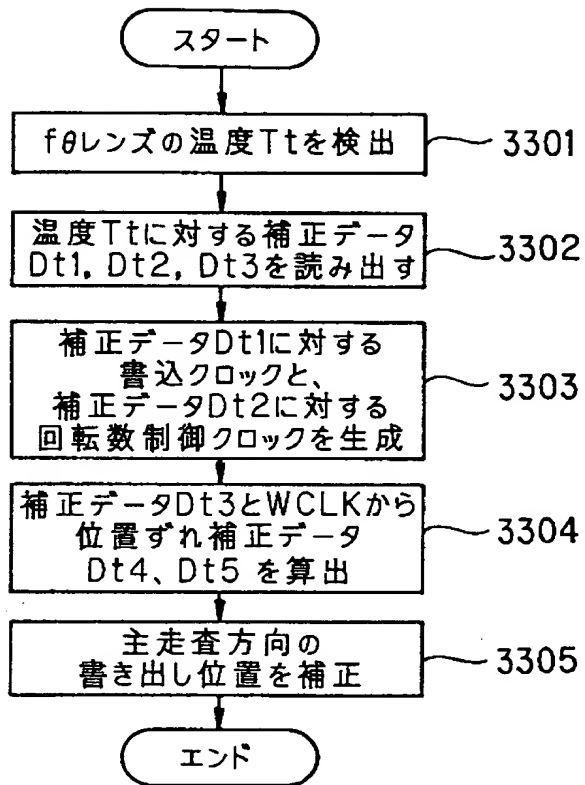 スタート
fθレンズの温度Ttを検出
3301
温度Ttに対する補正データ
Dt1，Dt2，Dt3を読み出す
3302
補正データDt1に対する
書込クロックと、
補正データDt2に対する
回転数制御クロックを生成
3303
補正データDt3とWCLKから
位置ずれ補正データ
Dt4、Dt5 を算出
3304
主走査方向の
書き出し位置を補正
3305
エンド